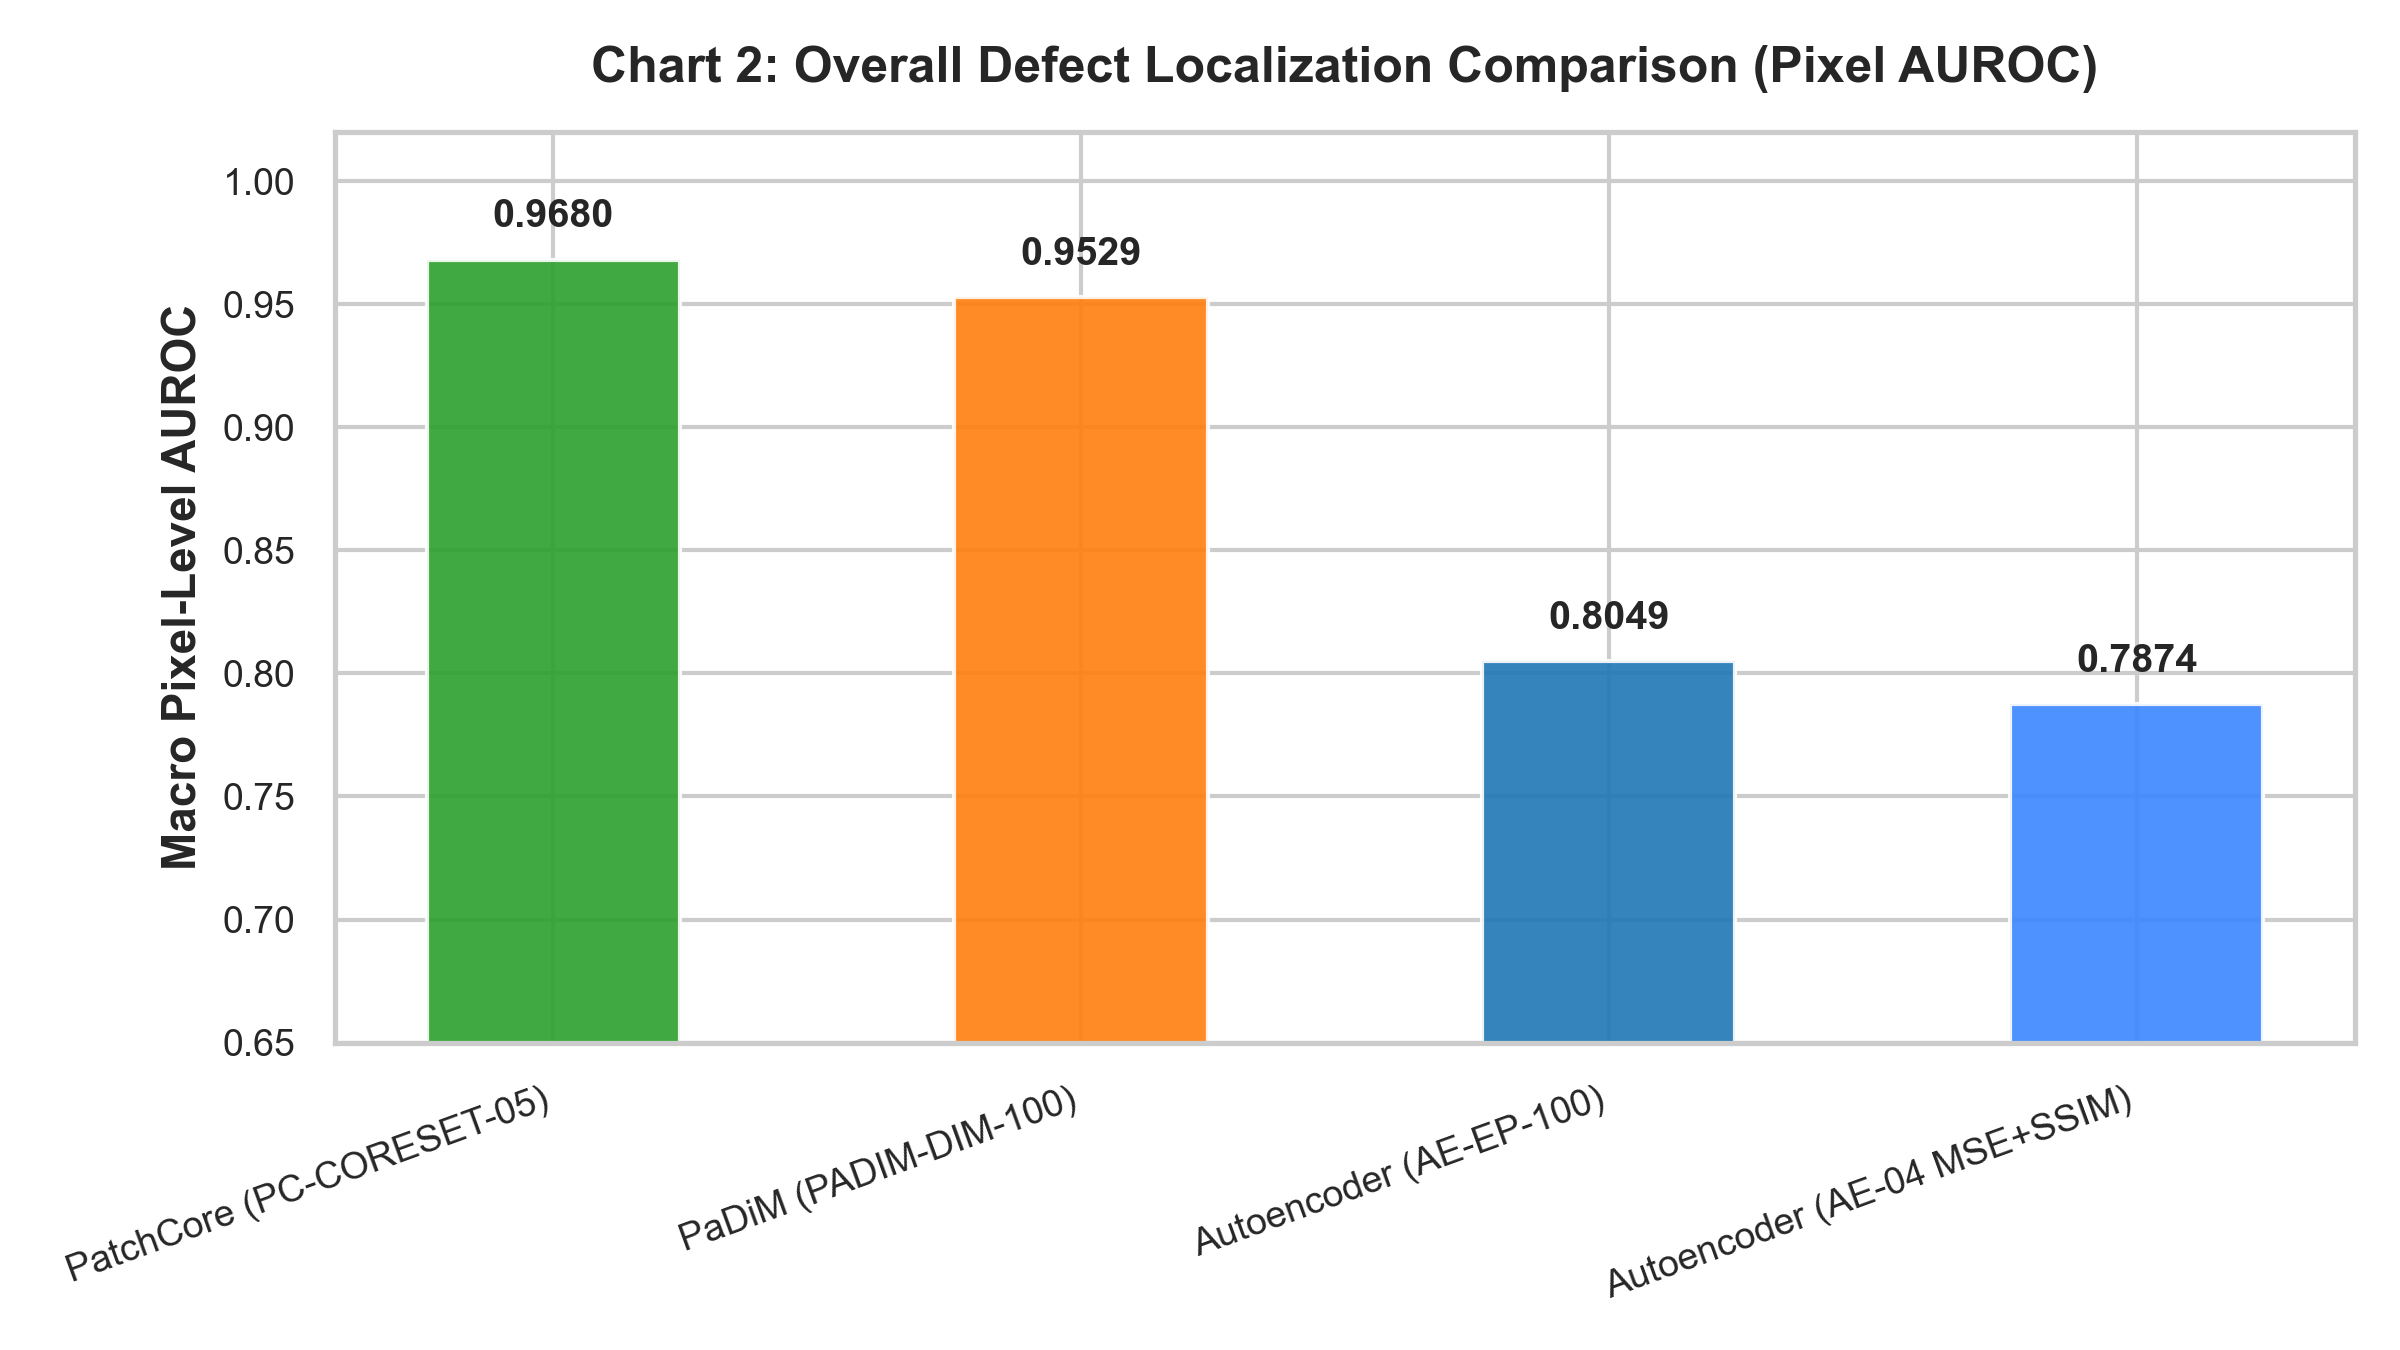 Chart 2: Overall Defect Localization Comparison (Pixel AUROC)
Macro Pixel-Level AUROC
1.00
0.95
0.90
0.85
0.80
0.75
0.70
0.65
0.9680
0.9529
0.8049
0.7874
PatchCore (PC-CORESET-05)
PaDiM (PADIM-DIM-100)
Autoencoder (AE-EP-100)
Autoencoder (AE-04 MSE+SSIM)